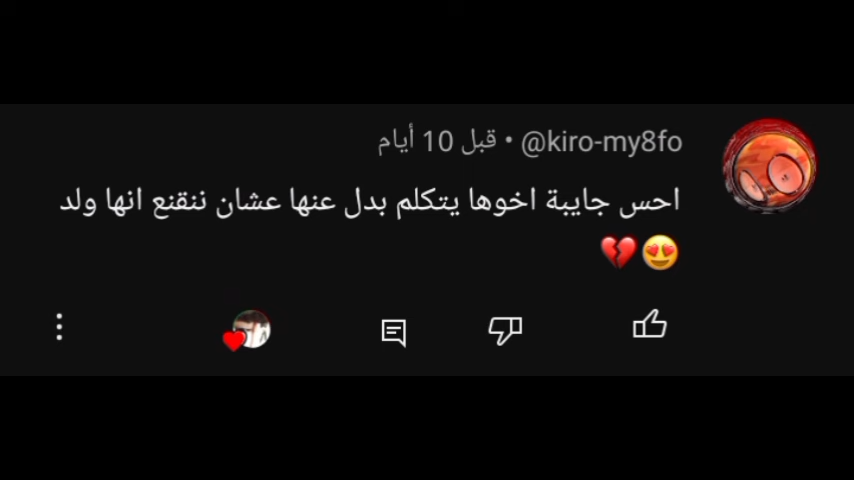 @kiro-my8fo • قبل 10 أيام
احس جايبة اخوها يتكلم بدل عنها عشان ننقنع انها ولد
😍💔